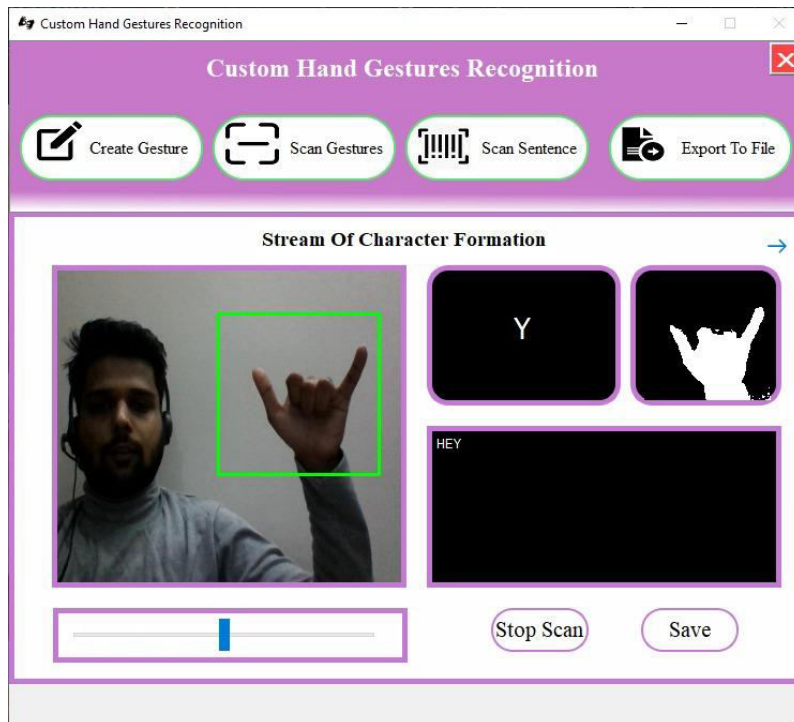 Custom Hand Gestures Recognition
Custom Hand Gestures Recognition
Create Gesture
Scan Gestures
Scan Sentence
Export To File
Stream Of Character Formation
Y
HEY
Stop Scan
Save